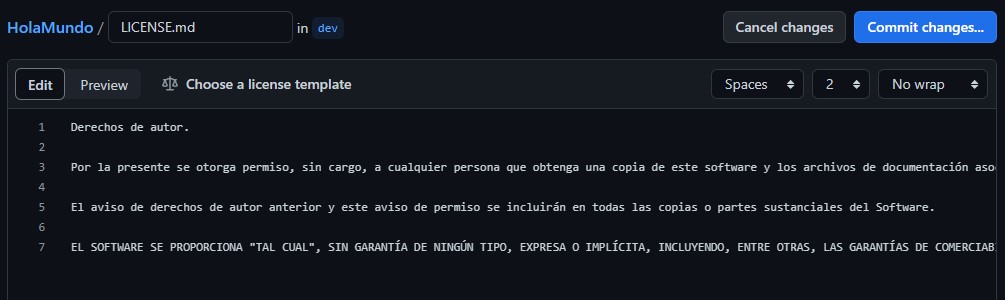 HolaMundo / LICENSE.md in dev Cancel changes Commit changes...
Edit Preview Choose a license template Spaces 2 No wrap
1 Derechos de autor.
2
3 Por la presente se otorga permiso, sin cargo, a cualquier persona que obtenga una copia de este software y los archivos de documentación aso
4
5 El aviso de derechos de autor anterior y este aviso de permiso se incluirán en todas las copias o partes sustanciales del Software.
6
7 EL SOFTWARE SE PROPORCIONA "TAL CUAL", SIN GARANTÍA DE NINGÚN TIPO, EXPRESA O IMPLÍCITA, INCLUYENDO, ENTRE OTRAS, LAS GARANTÍAS DE COMERCIAB